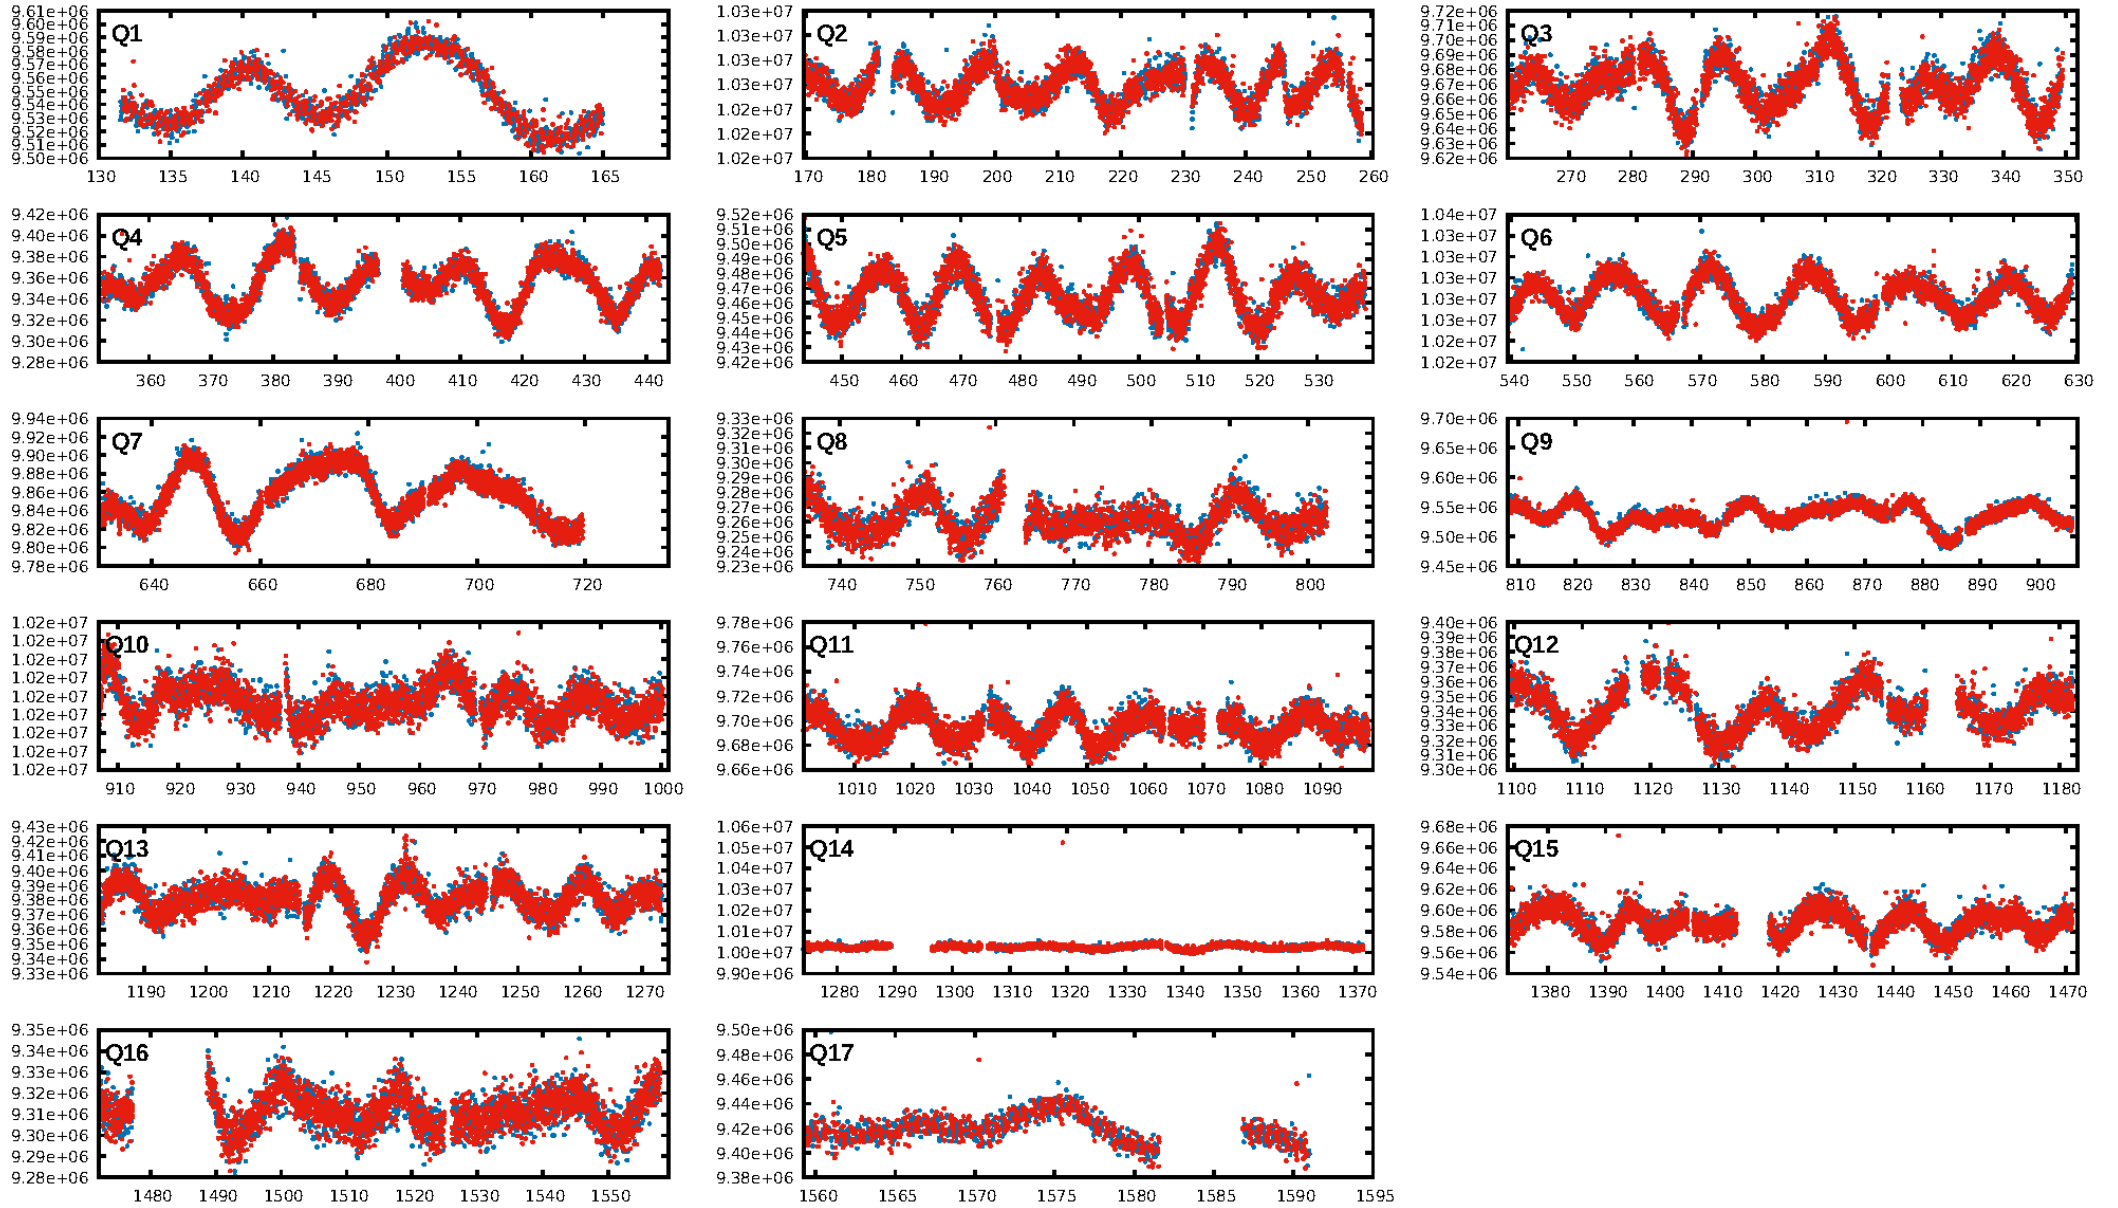 Q1
9.61e+06
9.60e+06
9.59e+06
9.58e+06
9.57e+06
9.56e+06
9.55e+06
9.54e+06
9.53e+06
9.52e+06
9.51e+06
9.50e+06
130 135 140 145 150 155 160 165
Q2
1.03e+07
1.03e+07
1.03e+07
1.03e+07
1.02e+07
1.02e+07
1.02e+07
170 180 190 200 210 220 230 240 250 260
Q3
9.72e+06
9.71e+06
9.70e+06
9.69e+06
9.68e+06
9.67e+06
9.66e+06
9.65e+06
9.64e+06
9.63e+06
9.62e+06
270 280 290 300 310 320 330 340 350
Q4
9.42e+06
9.40e+06
9.38e+06
9.36e+06
9.34e+06
9.32e+06
9.30e+06
9.28e+06
360 370 380 390 400 410 420 430 440
Q5
9.52e+06
9.51e+06
9.50e+06
9.49e+06
9.48e+06
9.47e+06
9.46e+06
9.45e+06
9.44e+06
9.43e+06
9.42e+06
450 460 470 480 490 500 510 520 530
Q6
1.04e+07
1.03e+07
1.03e+07
1.03e+07
1.03e+07
1.03e+07
1.02e+07
1.02e+07
540 550 560 570 580 590 600 610 620 630
Q7
9.94e+06
9.92e+06
9.90e+06
9.88e+06
9.86e+06
9.84e+06
9.82e+06
9.80e+06
9.78e+06
640 660 680 700 720
Q8
9.33e+06
9.32e+06
9.31e+06
9.30e+06
9.29e+06
9.28e+06
9.27e+06
9.26e+06
9.25e+06
9.24e+06
9.23e+06
740 750 760 770 780 790 800
Q9
9.70e+06
9.65e+06
9.60e+06
9.55e+06
9.50e+06
9.45e+06
810 820 830 840 850 860 870 880 890 900
Q10
1.02e+07
1.02e+07
1.02e+07
1.02e+07
1.02e+07
1.02e+07
1.02e+07
1.02e+07
1.02e+07
910 920 930 940 950 960 970 980 990 1000
Q11
9.78e+06
9.76e+06
9.74e+06
9.72e+06
9.70e+06
9.68e+06
9.66e+06
1010 1020 1030 1040 1050 1060 1070 1080 1090
Q12
9.40e+06
9.39e+06
9.38e+06
9.37e+06
9.36e+06
9.35e+06
9.34e+06
9.33e+06
9.32e+06
9.31e+06
9.30e+06
1100 1110 1120 1130 1140 1150 1160 1170 1180
Q13
9.43e+06
9.42e+06
9.41e+06
9.40e+06
9.39e+06
9.38e+06
9.37e+06
9.36e+06
9.35e+06
9.34e+06
9.33e+06
1190 1200 1210 1220 1230 1240 1250 1260 1270
Q14
1.06e+07
1.05e+07
1.04e+07
1.03e+07
1.02e+07
1.01e+07
1.00e+07
9.90e+06
1280 1290 1300 1310 1320 1330 1340 1350 1360 1370
Q15
9.68e+06
9.66e+06
9.64e+06
9.62e+06
9.60e+06
9.58e+06
9.56e+06
9.54e+06
1380 1390 1400 1410 1420 1430 1440 1450 1460 1470
Q16
9.35e+06
9.34e+06
9.33e+06
9.32e+06
9.31e+06
9.30e+06
9.29e+06
9.28e+06
1480 1490 1500 1510 1520 1530 1540 1550
Q17
9.50e+06
9.48e+06
9.46e+06
9.44e+06
9.42e+06
9.40e+06
9.38e+06
1560 1565 1570 1575 1580 1585 1590 1595